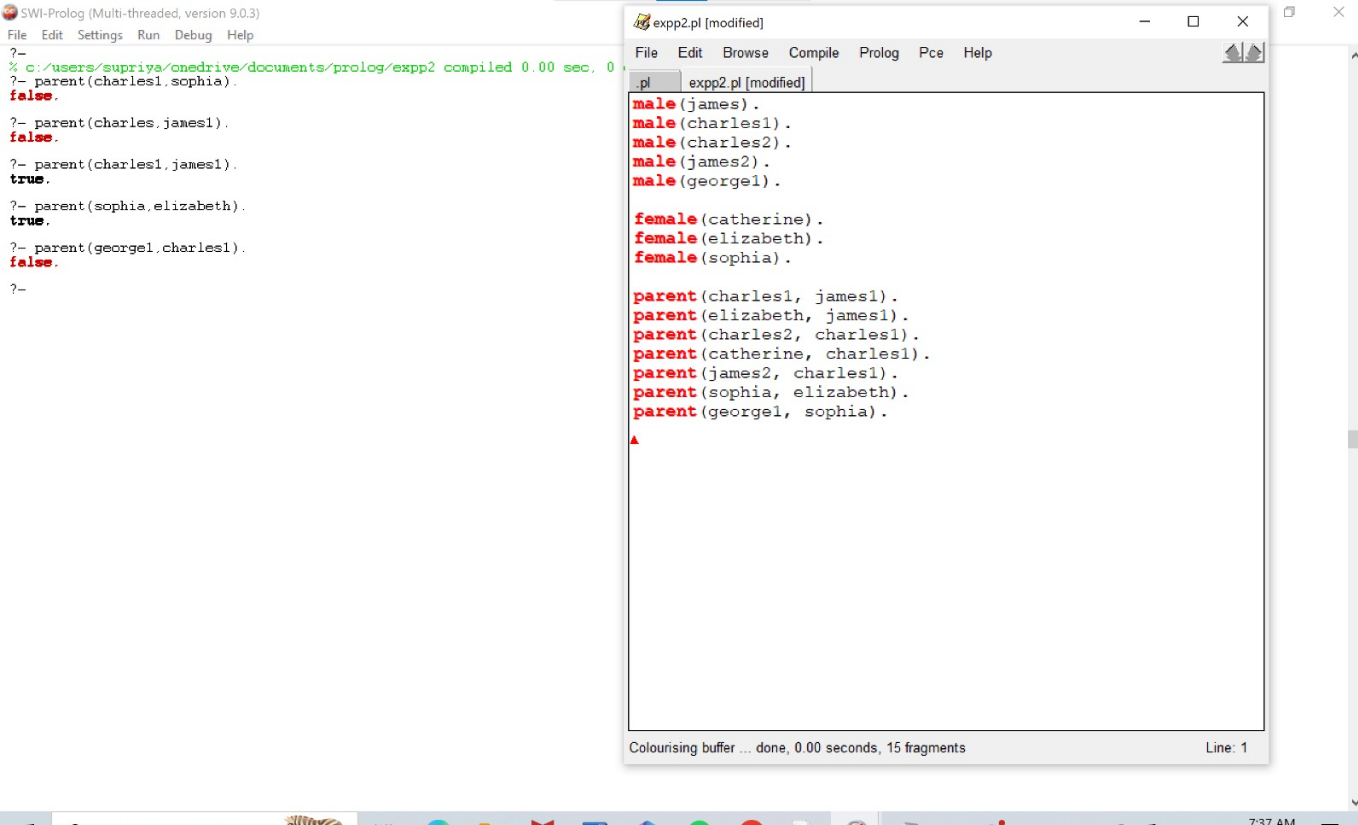 SWI-Prolog (Multi-threaded, version 9.0.3)
File Edit Settings Run Debug Help
?-
% c:/users/supriya/onedrive/documents/prolog/expp2 compiled 0.00 sec, 0
?- parent(charles1,sophia).
false.
?- parent(charles,james1).
false.
?- parent(charles1,james1).
true.
?- parent(sophia,elizabeth).
true.
?- parent(george1,charles1).
false.
?-
expp2.pl [modified]
File Edit Browse Compile Prolog Pce Help
.pl expp2.pl [modified]
male(james).
male(charles1).
male(charles2).
male(james2).
male(george1).
female(catherine).
female(elizabeth).
female(sophia).
parent(charles1, james1).
parent(elizabeth, james1).
parent(charles2, charles1).
parent(catherine, charles1).
parent(james2, charles1).
parent(sophia, elizabeth).
parent(george1, sophia).
Colourising buffer ... done, 0.00 seconds, 15 fragments
Line: 1
7:37 AM